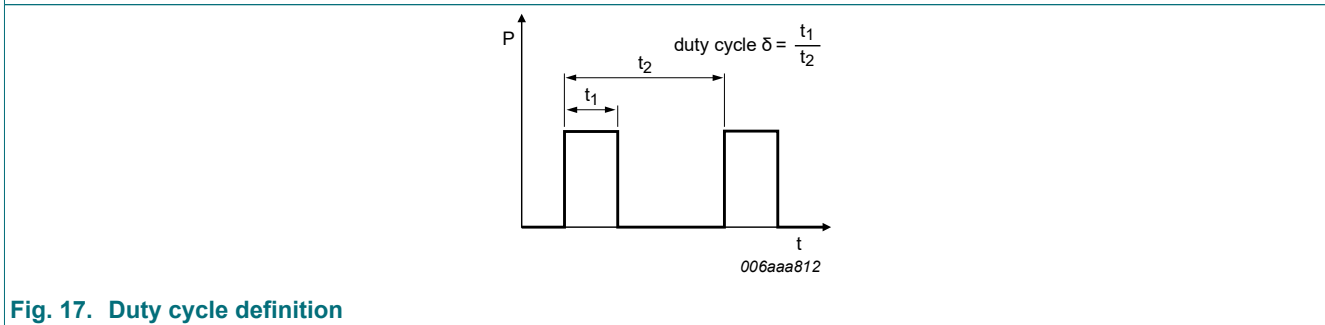 P
duty cycle δ = t1
t2
t2
t1
t
006aaa812
Fig. 17. Duty cycle definition